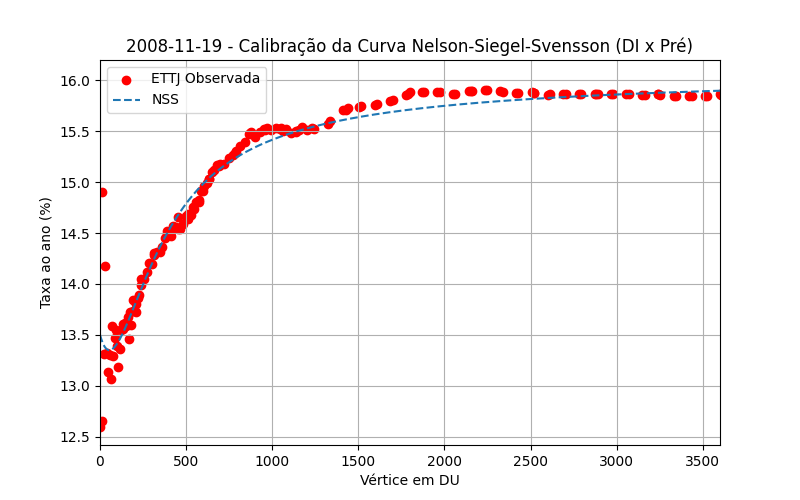 2008-11-19 - Calibração da Curva Nelson-Siegel-Svensson (DI x Pré)
ETTJ Observada
NSS
Taxa ao ano (%)
16.0
15.5
15.0
14.5
14.0
13.5
13.0
12.5
0 500 1000 1500 2000 2500 3000 3500
Vértice em DU